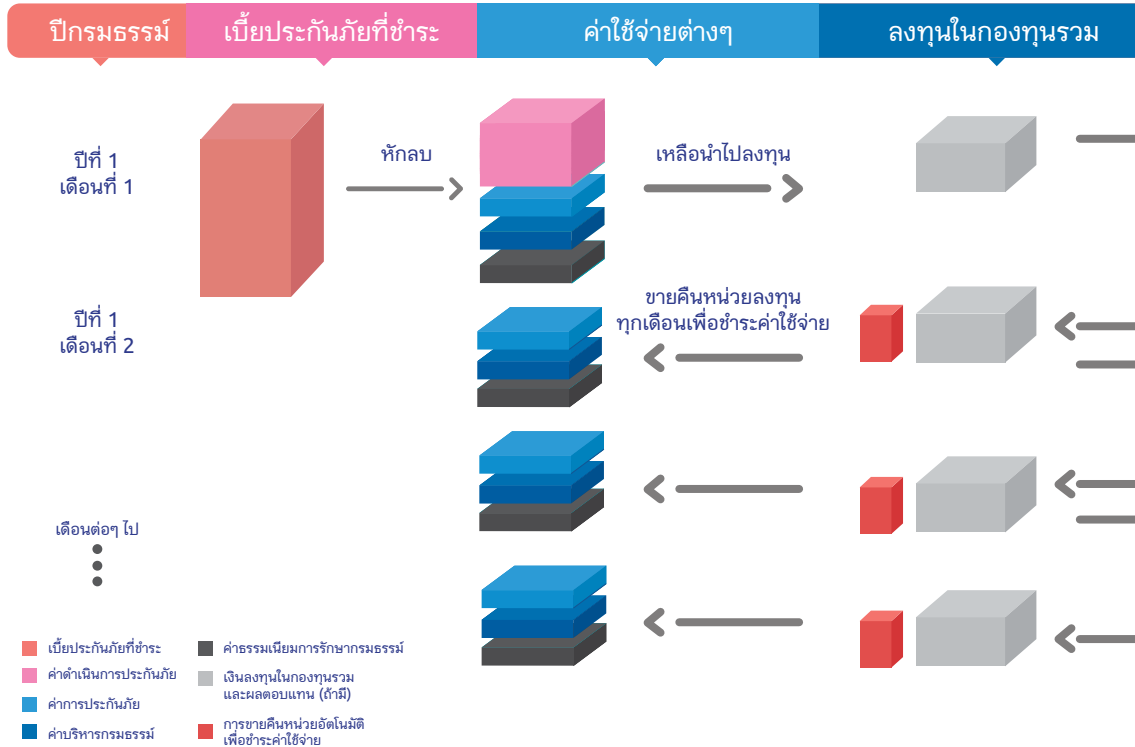 ปีกรมธรรม์
เบี้ยประกันภัยที่ชำระ
ค่าใช้จ่ายต่างๆ
ลงทุนในกองทุนรวม
ปีที่ 1
เดือนที่ 1
หักลบ
เหลือนำไปลงทุน
ปีที่ 1
เดือนที่ 2
ขายคืนหน่วยลงทุน
ทุกเดือนเพื่อชำระค่าใช้จ่าย
เดือนต่อๆ ไป
เบี้ยประกันภัยที่ชำระ
ค่าดำเนินการประกันภัย
ค่าการประกันภัย
ค่าบริหารกรมธรรม์
ค่าธรรมเนียมการรักษากรมธรรม์
เงินลงทุนในกองทุนรวม
และผลตอบแทน (ถ้ามี)
การขายคืนหน่วยอัตโนมัติ
เพื่อชำระค่าใช้จ่าย